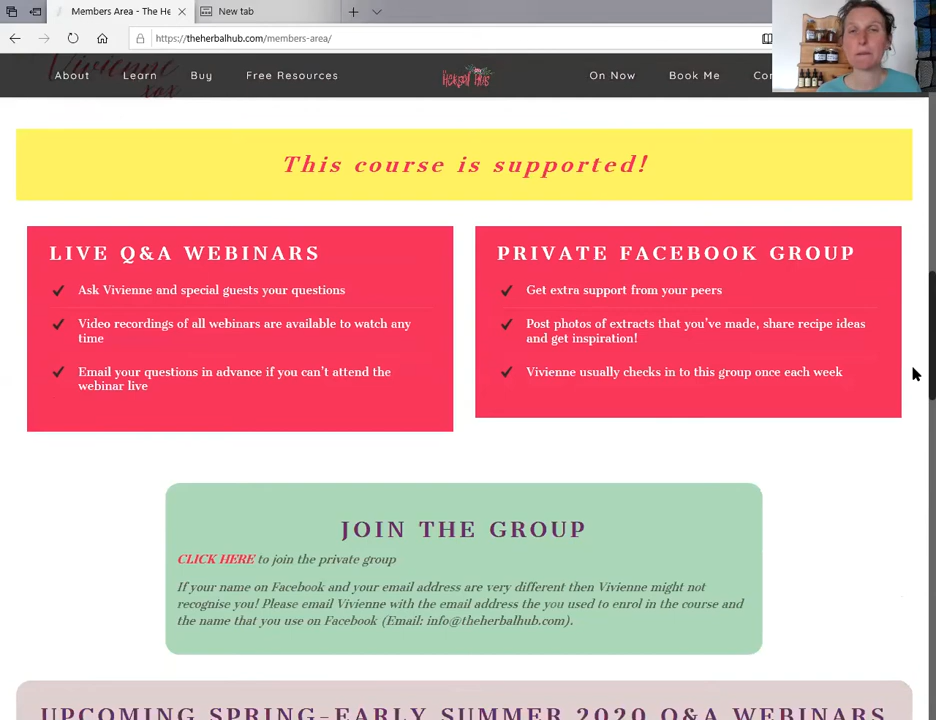 Members Area - The He
New tab
https://theherbalhub.com/members-area/
Vivienne
xox
About
Learn
Buy
Free Resources
Herbal Hub
On Now
Book Me
This course is supported!
LIVE Q&A WEBINARS
Ask Vivienne and special guests your questions
Video recordings of all webinars are available to watch any
time
Email your questions in advance if you can't attend the
webinar live
PRIVATE FACEBOOK GROUP
Get extra support from your peers
Post photos of extracts that you've made, share recipe ideas
and get inspiration!
Vivienne usually checks in to this group once each week
JOIN THE GROUP
CLICK HERE to join the private group
If your name on Facebook and your email address are very different then Vivienne might not
recognise you! Please email Vivienne with the email address the you used to enrol in the course and
the name that you use on Facebook (Email: info@theherbalhub.com).
UPCOMING SPRING-EARLY SUMMER 2020 Q&A WEBINARS